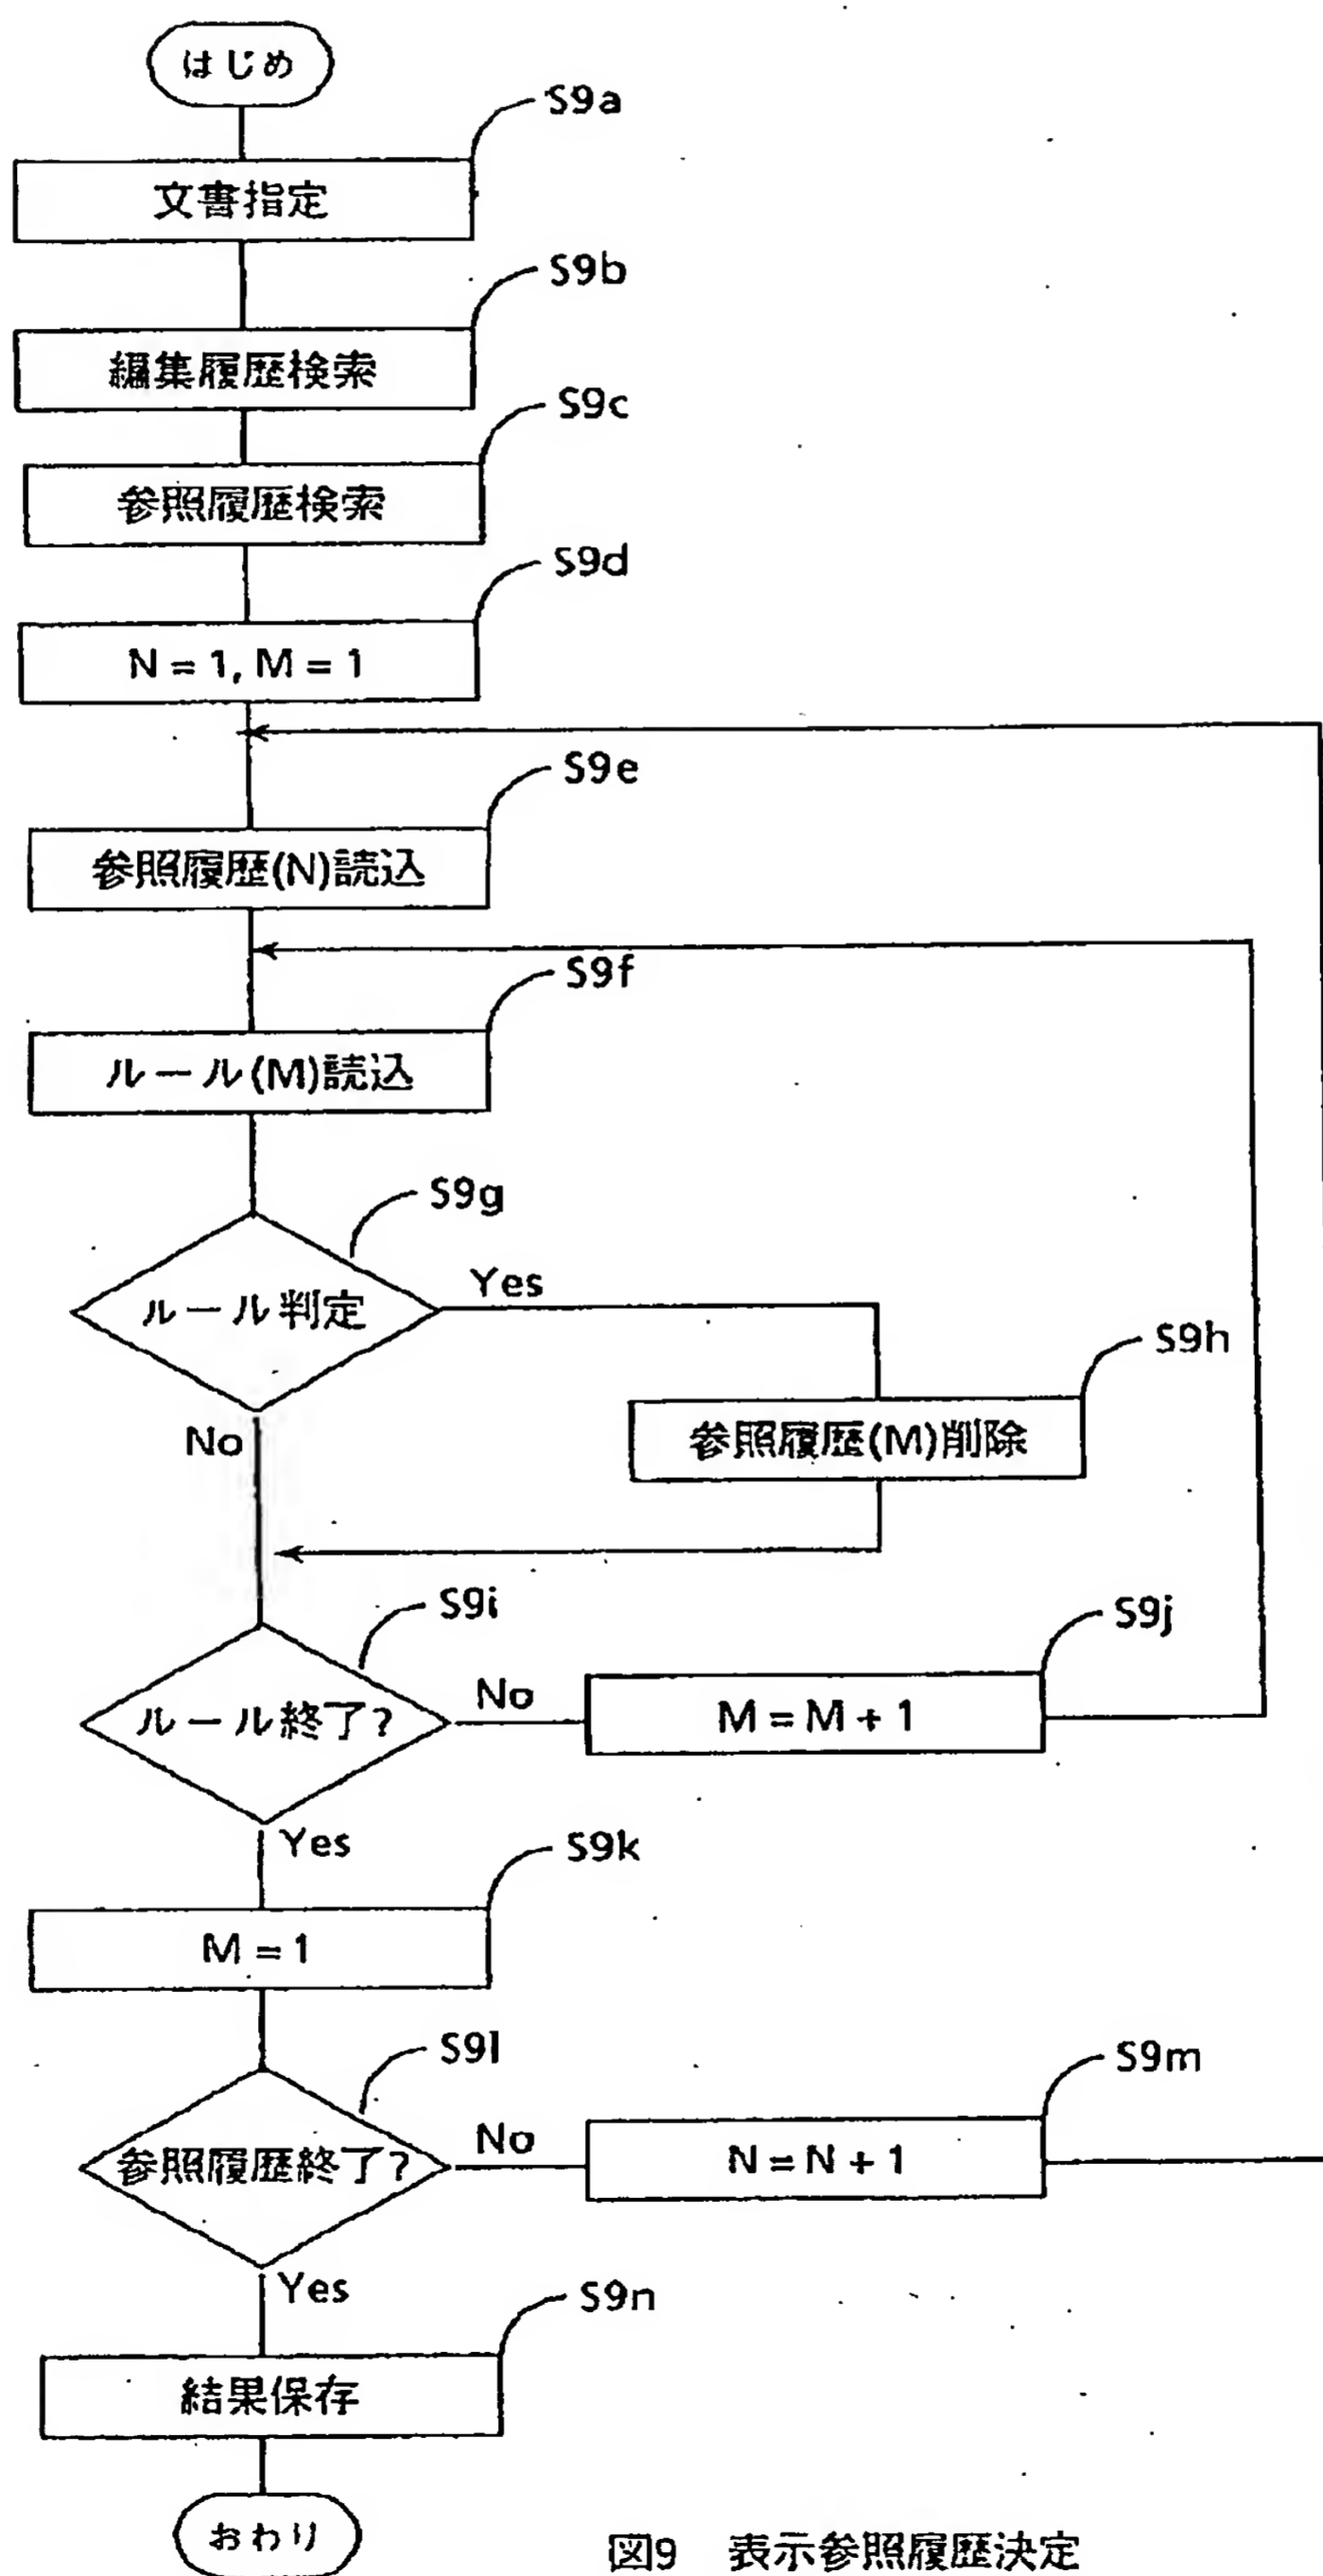 はじめ
S9a
文書指定
S9b
編集履歴検索
S9c
参照履歴検索
S9d
N = 1, M = 1
S9e
参照履歴(N)読込
S9f
ルール(M)読込
S9g
ルール判定
Yes
No
S9h
参照履歴(M)削除
S9i
ルール終了?
No
S9j
M = M + 1
Yes
S9k
M = 1
S9l
参照履歴終了?
No
S9m
N = N + 1
Yes
S9n
結果保存
おわり
図9 表示参照履歴決定